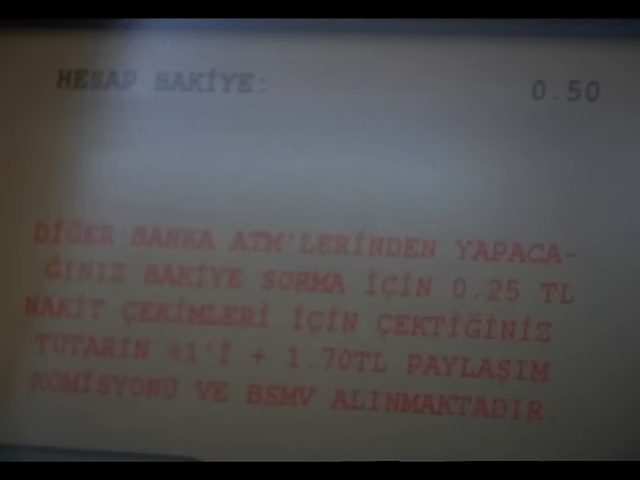 HESAP BAKİYE: 0.50
DİĞER BANKA ATM'LERİNDEN YAPACA-
ĞINIZ BAKİYE SORMA İÇİN 0.25 TL
NAKİT ÇEKİMLERİ İÇİN ÇEKTİĞİNİZ
TUTARIN %1'İ + 1.70TL PAYLAŞIM
KOMİSYONU VE BSMV ALINMAKTADIR